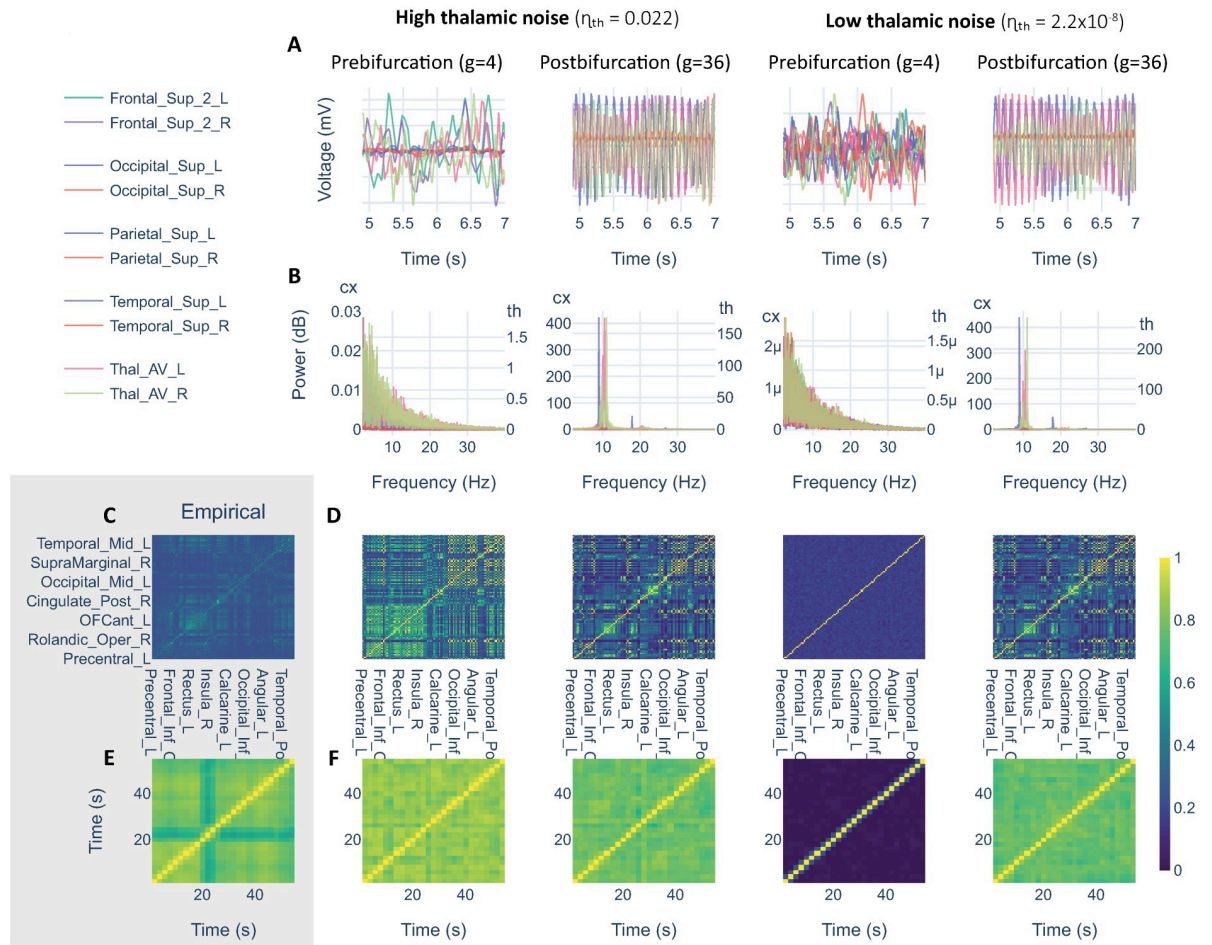 High thalamic noise (ηth = 0.022)
Low thalamic noise (ηth = 2.2x10-8)
A
Prebifurcation (g=4)
Postbifurcation (g=36)
Prebifurcation (g=4)
Postbifurcation (g=36)
Frontal_Sup_2_L
Frontal_Sup_2_R
Occipital_Sup_L
Occipital_Sup_R
Parietal_Sup_L
Parietal_Sup_R
Temporal_Sup_L
Temporal_Sup_R
Thal_AV_L
Thal_AV_R
Voltage (mV)
5 5.5 6 6.5 7
5 5.5 6 6.5 7
5 5.5 6 6.5 7
5 5.5 6 6.5 7
Time (s)
Time (s)
Time (s)
Time (s)
B
Power (dB)
cx
th
0.03
0.02
0.01
0
1.5
1
0.5
0
10 20 30
cx
th
400
300
200
100
0
150
100
50
0
10 20 30
cx
th
2µ
1µ
0
1.5µ
1µ
0.5µ
0
10 20 30
cx
th
400
300
200
100
0
200
100
0
10 20 30
Frequency (Hz)
Frequency (Hz)
Frequency (Hz)
Frequency (Hz)
C
Empirical
Temporal_Mid_L
SupraMarginal_R
Occipital_Mid_L
Cingulate_Post_R
OFCant_L
Rolandic_Oper_R
Precentral_L
Precentral_L
Frontal_Inf_O
Rectus_L
Insula_R
Calcarine_L
Occipital_Inf_
Angular_L
Temporal_Po
D
Precentral_L
Frontal_Inf_O
Rectus_L
Insula_R
Calcarine_L
Occipital_Inf_
Angular_L
Temporal_Po
Precentral_L
Frontal_Inf_O
Rectus_L
Insula_R
Calcarine_L
Occipital_Inf_
Angular_L
Temporal_Po
Precentral_L
Frontal_Inf_O
Rectus_L
Insula_R
Calcarine_L
Occipital_Inf_
Angular_L
Temporal_Po
Precentral_L
Frontal_Inf_O
Rectus_L
Insula_R
Calcarine_L
Occipital_Inf_
Angular_L
Temporal_Po
1
0.8
0.6
0.4
0.2
0
E
Time (s)
40
20
20 40
Time (s)
F
40
20
20 40
Time (s)
40
20
20 40
Time (s)
40
20
20 40
Time (s)
40
20
20 40
Time (s)